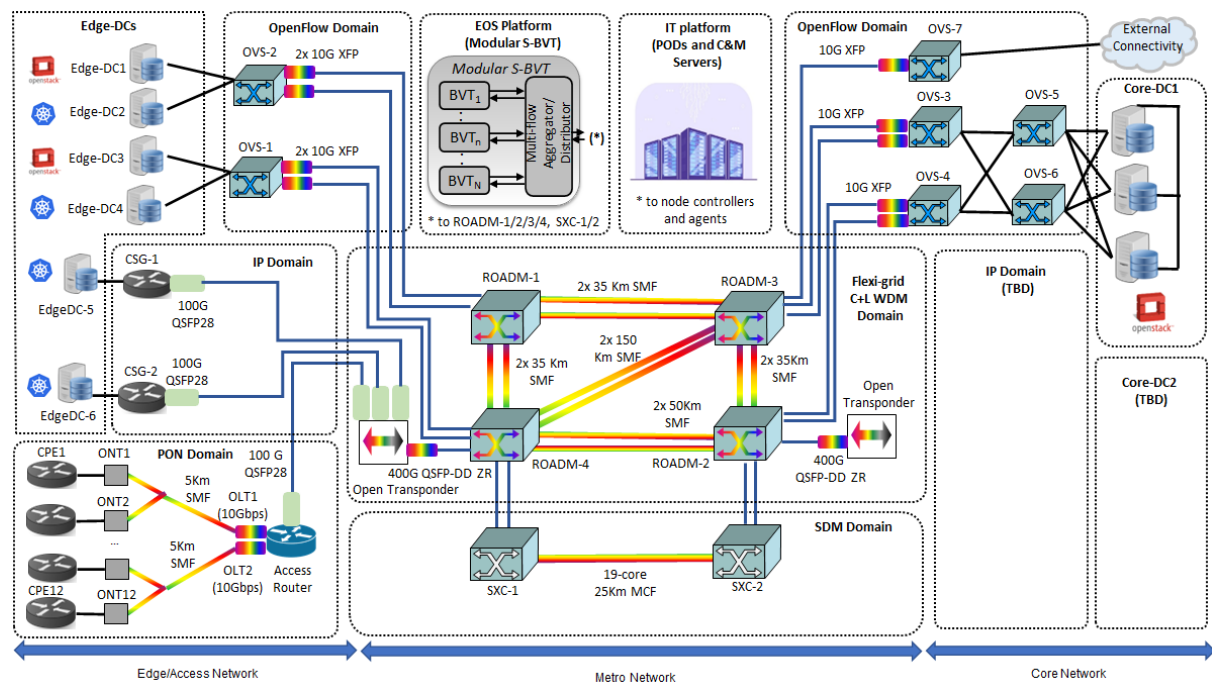 Edge-DCs
openstack
Edge-DC1
Edge-DC2
openstack
Edge-DC3
Edge-DC4
EdgeDC-5
EdgeDC-6
OpenFlow Domain
OVS-2
2x 10G XFP
OVS-1
2x 10G XFP
EOS Platform
(Modular S-BVT)
Modular S-BVT
BVT1
BVTn
BVTN
Multi-flow
Aggregator/
Distributor
(*)
* to ROADM-1/2/3/4, SXC-1/2
IT platform
(PODs and C&M
Servers)
* to node controllers
and agents
OpenFlow Domain
OVS-7
10G XFP
10G XFP
OVS-3
OVS-5
10G XFP
OVS-4
OVS-6
External
Connectivity
Core-DC1
openstack
IP Domain
CSG-1
100G
QSFP28
100G
QSFP28
CSG-2
Flexi-grid
C+L WDM
Domain
ROADM-1
2x 35 Km SMF
ROADM-3
2x 150
Km SMF
2x 35 Km
SMF
2x 35Km
SMF
2x 50Km
SMF
ROADM-4
ROADM-2
400G QSFP-DD ZR
Open Transponder
Open
Transponder
400G
QSFP-DD ZR
IP Domain
(TBD)
Core-DC2
(TBD)
PON Domain
CPE1
ONT1
ONT2
...
CPE12
ONT12
5Km
SMF
5Km
SMF
OLT1
(10Gbps)
OLT2
(10Gbps)
100 G
QSFP28
Access
Router
SDM Domain
SXC-1
19-core
25Km MCF
SXC-2
Edge/Access Network
Metro Network
Core Network